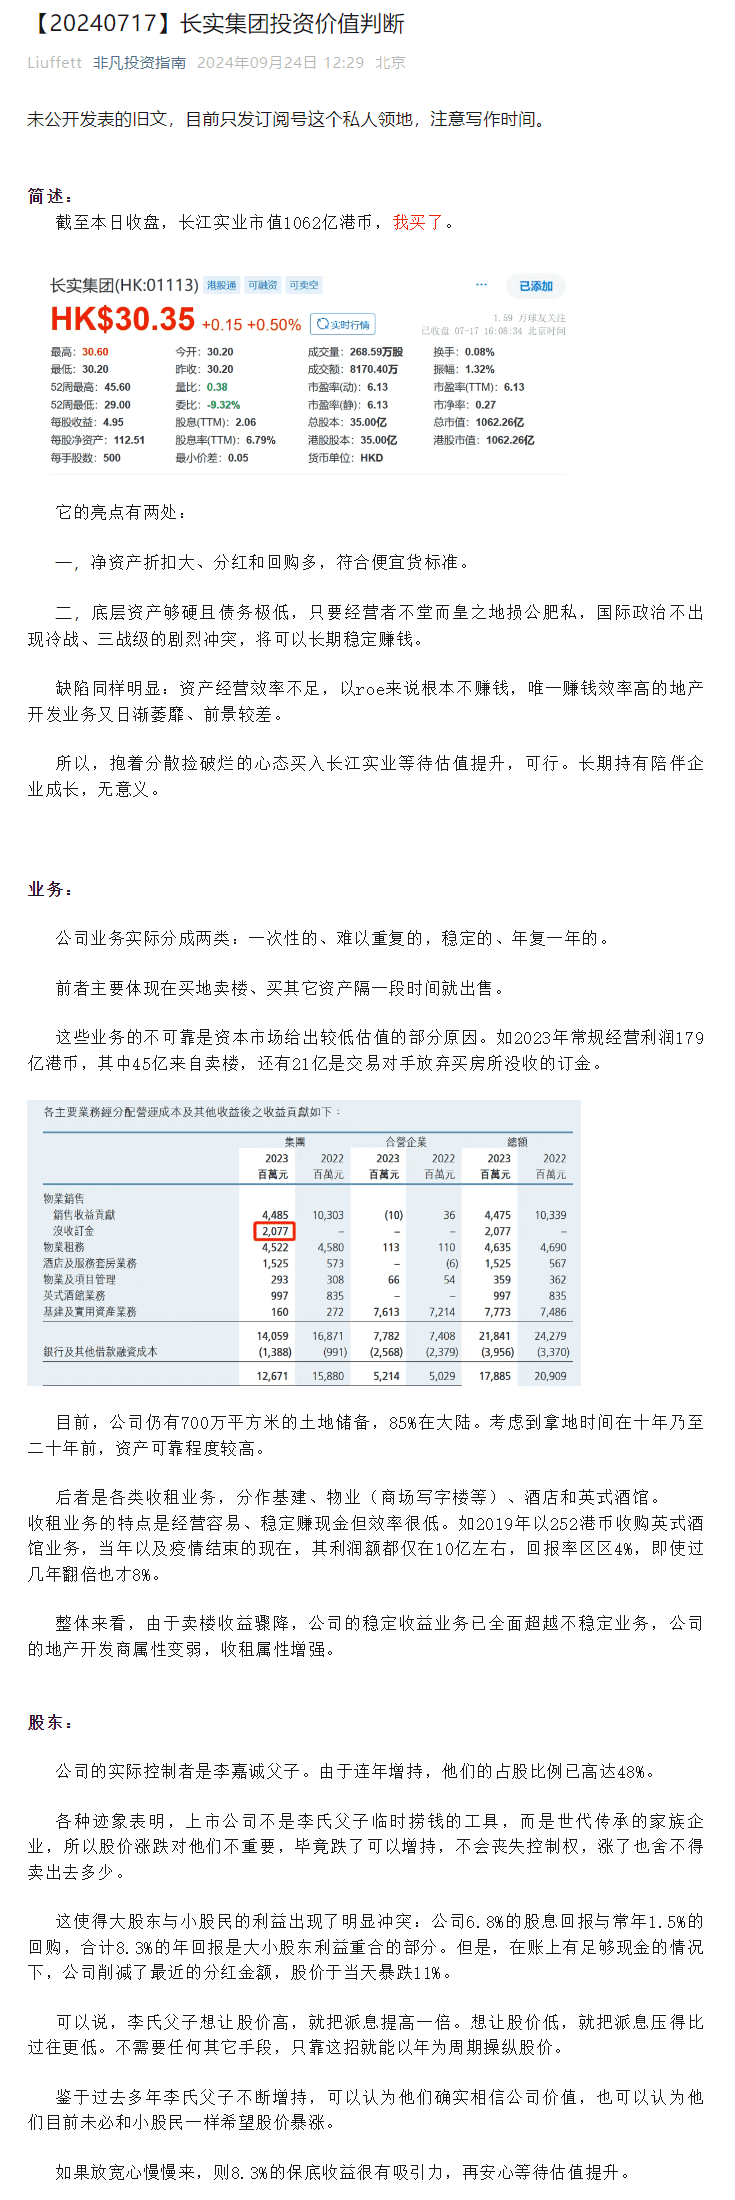 【20240717】长实集团投资价值判断
Liuffett 非凡投资指南 2024年09月24日 12:29 北京
未公开发表的旧文，目前只发订阅号这个私人领地，注意写作时间。
简述：
截至本日收盘，长江实业市值1062亿港币，我买了。
长实集团(HK:01113) 港股通 可融资 可卖空 ... 已添加
HK$30.35 +0.15 +0.50% 实时行情
1.59 万球友关注
已收盘 07-17 16:08:34 北京时间
最高：30.60 今开：30.20 成交量：268.59万股 换手：0.08%
最低：30.20 昨收：30.20 成交额：8170.40万 振幅：1.32%
52周最高：45.60 量比：0.38 市盈率(动)：6.13 市盈率(TTM)：6.13
52周最低：29.00 委比：-9.32% 市盈率(静)：6.13 市净率：0.27
每股收益：4.95 股息(TTM)：2.06 总股本：35.00亿 总市值：1062.26亿
每股净资产：112.51 股息率(TTM)：6.79% 港股股本：35.00亿 港股市值：1062.26亿
每手股数：500 最小价差：0.05 货币单位：HKD
它的亮点有两处：
一，净资产折扣大、分红和回购多，符合便宜货标准。
二，底层资产够硬且债务极低，只要经营者不堂而皇之地损公肥私，国际政治不出
现冷战、三战级的剧烈冲突，将可以长期稳定赚钱。
缺陷同样明显：资产经营效率不足，以roe来说根本不赚钱，唯一赚钱效率高的地产
开发业务又日渐萎靡、前景较差。
所以，抱着分散捡破烂的心态买入长江实业等待估值提升，可行。长期持有陪伴企
业成长，无意义。
业务：
公司业务实际分成两类：一次性的、难以重复的，稳定的、年复一年的。
前者主要体现在买地卖楼、买其它资产隔一段时间就出售。
这些业务的不可靠是资本市场给出较低估值的部分原因。如2023年常规经营利润179
亿港币，其中45亿来自卖楼，还有21亿是交易对手放弃买房所没收的订金。
各主要業務經分配營運成本及其他收益後之收益貢獻如下：
集團 合營企業 總額
2023 2022 2023 2022 2023 2022
百萬元 百萬元 百萬元 百萬元 百萬元 百萬元
物業銷售
銷售收益貢獻 4,485 10,303 (10) 36 4,475 10,339
沒收訂金 2,077 – – – 2,077 –
物業租務 4,522 4,580 113 110 4,635 4,690
酒店及服務套房業務 1,525 573 – (6) 1,525 567
物業及項目管理 293 308 66 54 359 362
英式酒館業務 997 835 – – 997 835
基建及實用資產業務 160 272 7,613 7,214 7,773 7,486
14,059 16,871 7,782 7,408 21,841 24,279
銀行及其他借款融資成本 (1,388) (991) (2,568) (2,379) (3,956) (3,370)
12,671 15,880 5,214 5,029 17,885 20,909
目前，公司仍有700万平方米的土地储备，85%在大陆。考虑到拿地时间在十年乃至
二十年前，资产可靠程度较高。
后者是各类收租业务，分作基建、物业（商场写字楼等）、酒店和英式酒馆。
收租业务的特点是经营容易、稳定赚现金但效率很低。如2019年以252港币收购英式酒
馆业务，当年以及疫情结束的现在，其利润额都仅在10亿左右，回报率区区4%，即使过
几年翻倍也才8%。
整体来看，由于卖楼收益骤降，公司的稳定收益业务已全面超越不稳定业务，公司
的地产开发商属性变弱，收租属性增强。
股东：
公司的实际控制者是李嘉诚父子。由于连年增持，他们的占股比例已高达48%。
各种迹象表明，上市公司不是李氏父子临时捞钱的工具，而是世代传承的家族企
业，所以股价涨跌对他们不重要，毕竟跌了可以增持，不会丧失控制权，涨了也舍不得
卖出去多少。
这使得大股东与小股民的利益出现了明显冲突：公司6.8%的股息回报与常年1.5%的
回购，合计8.3%的年回报是大小股东利益重合的部分。但是，在账上有足够现金的情况
下，公司削减了最近的分红金额，股价于当天暴跌11%。
可以说，李氏父子想让股价高，就把派息提高一倍。想让股价低，就把派息压得比
过往更低。不需要任何其它手段，只靠这招就能以年为周期操纵股价。
鉴于过去多年李氏父子不断增持，可以认为他们确实相信公司价值，也可以认为他
们目前未必和小股民一样希望股价暴涨。
如果放宽心慢慢来，则8.3%的保底收益很有吸引力，再安心等待估值提升。